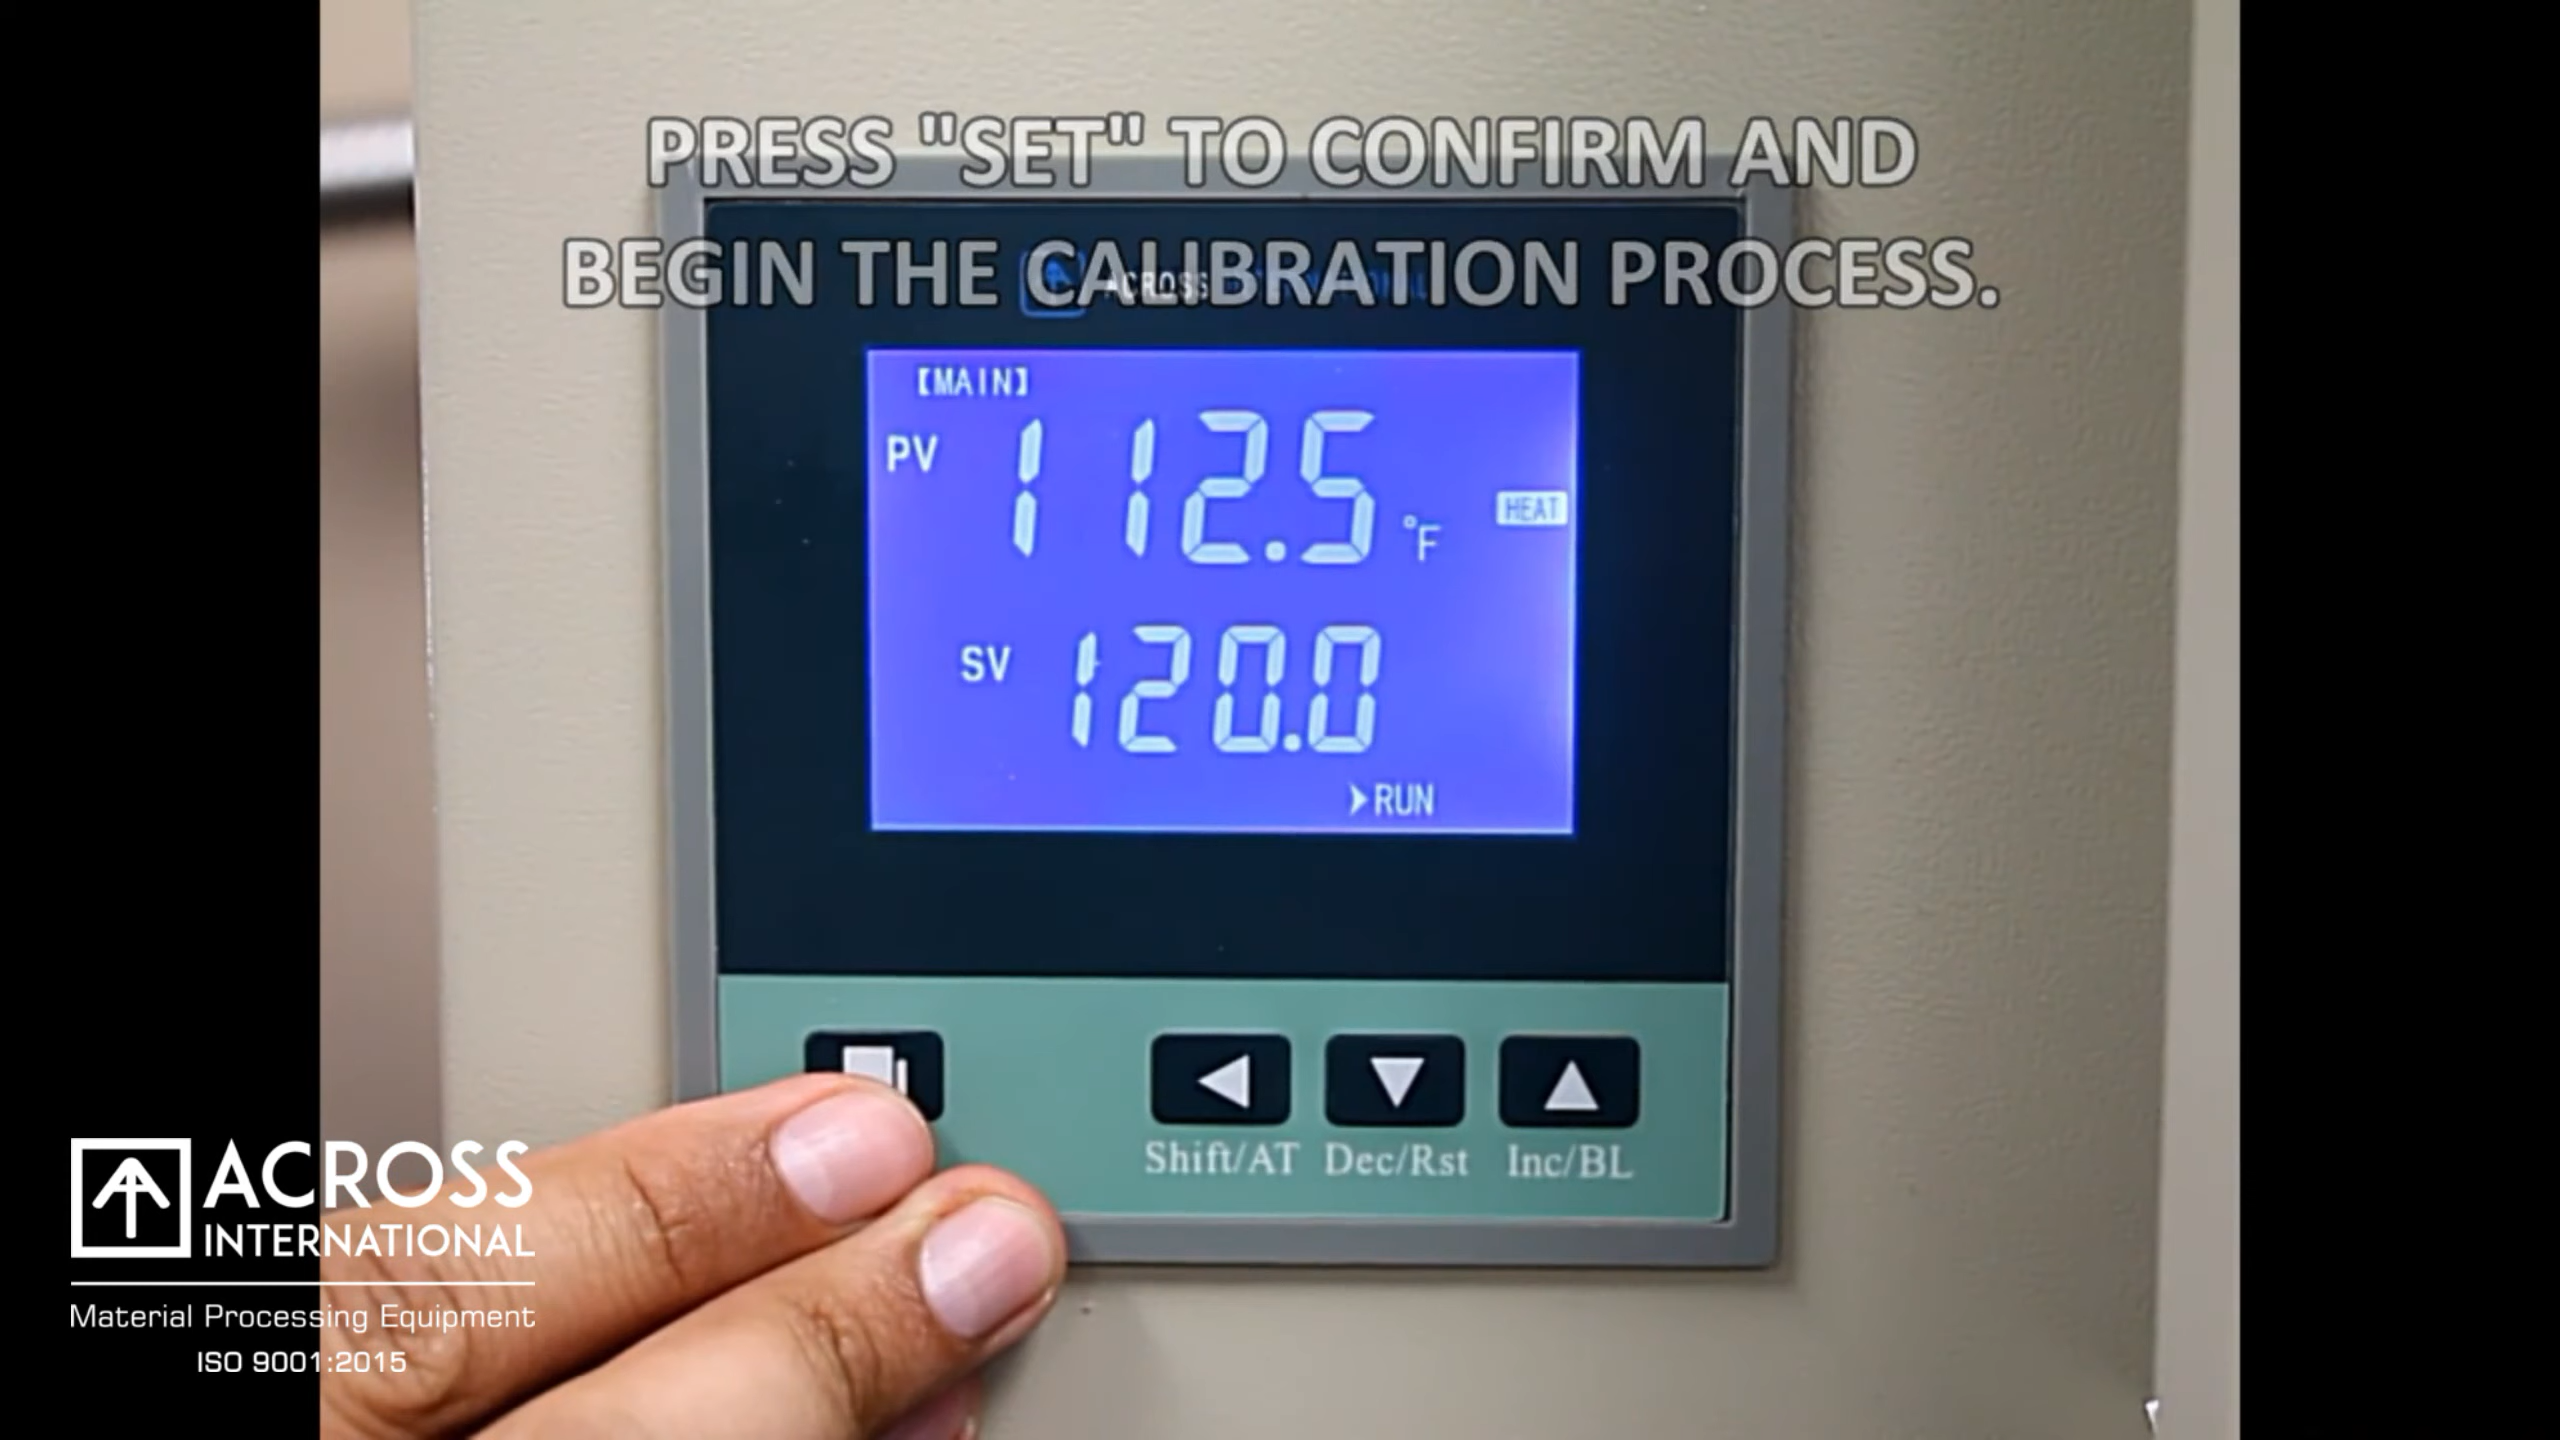 PRESS "SET" TO CONFIRM AND
BEGIN THE CALIBRATION PROCESS.
ACROSS
【MAIN】
PV 112.5 °F
HEAT
SV 120.0
➤RUN
Shift/AT Dec/Rst Inc/BL
ACROSS
INTERNATIONAL
Material Processing Equipment
ISO 9001:2015